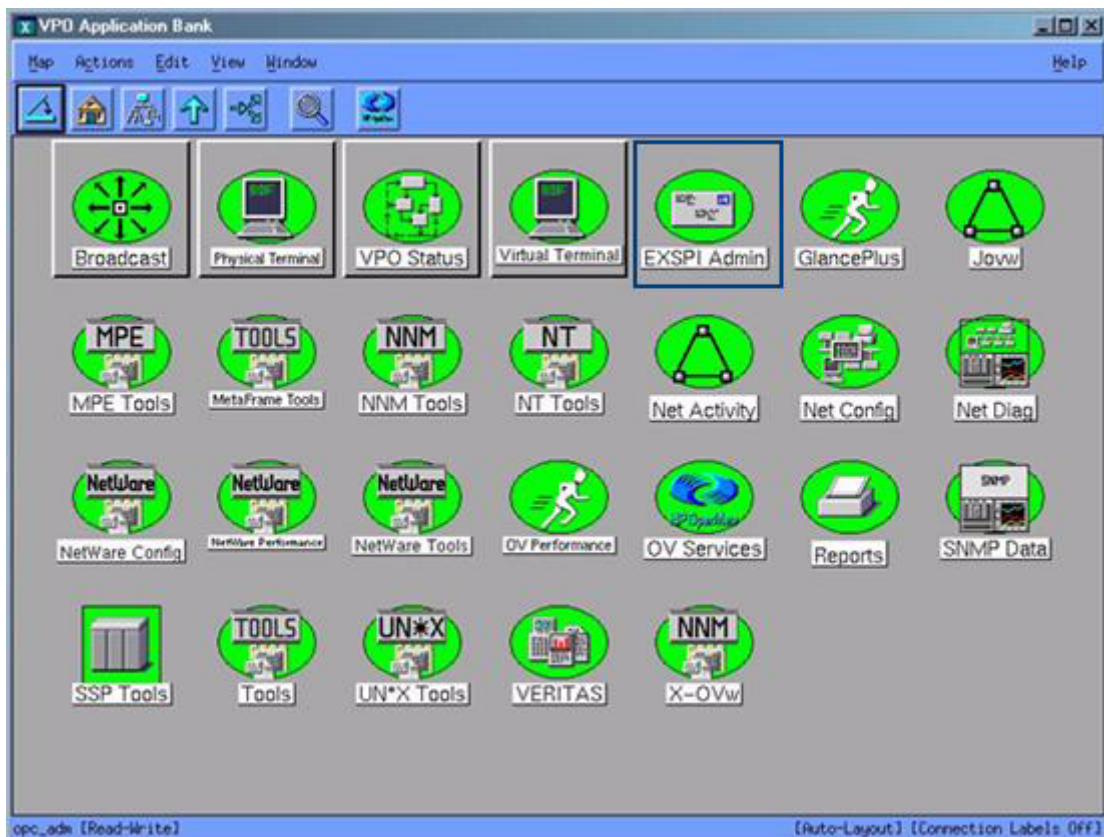 VPO Application Bank
Map Actions Edit View Window Help
Broadcast
Physical Terminal
VPO Status
Virtual Terminal
EXSPI Admin
GlancePlus
Jovw
MPE
MPE Tools
TOOLS
MetaFrame Tools
NNM
NNM Tools
NT
NT Tools
Net Activity
Net Config
Net Diag
NetWare
NetWare Config
NetWare
NetWare Performance
NetWare
NetWare Tools
OV Performance
HP OpenView
OV Services
Reports
SNMP
SNMP Data
SSP Tools
TOOLS
Tools
UN*X
UN*X Tools
VERITAS
NNM
X-OVw
opc_adm [Read-Write] [Auto-Layout] [Connection Labels Off]